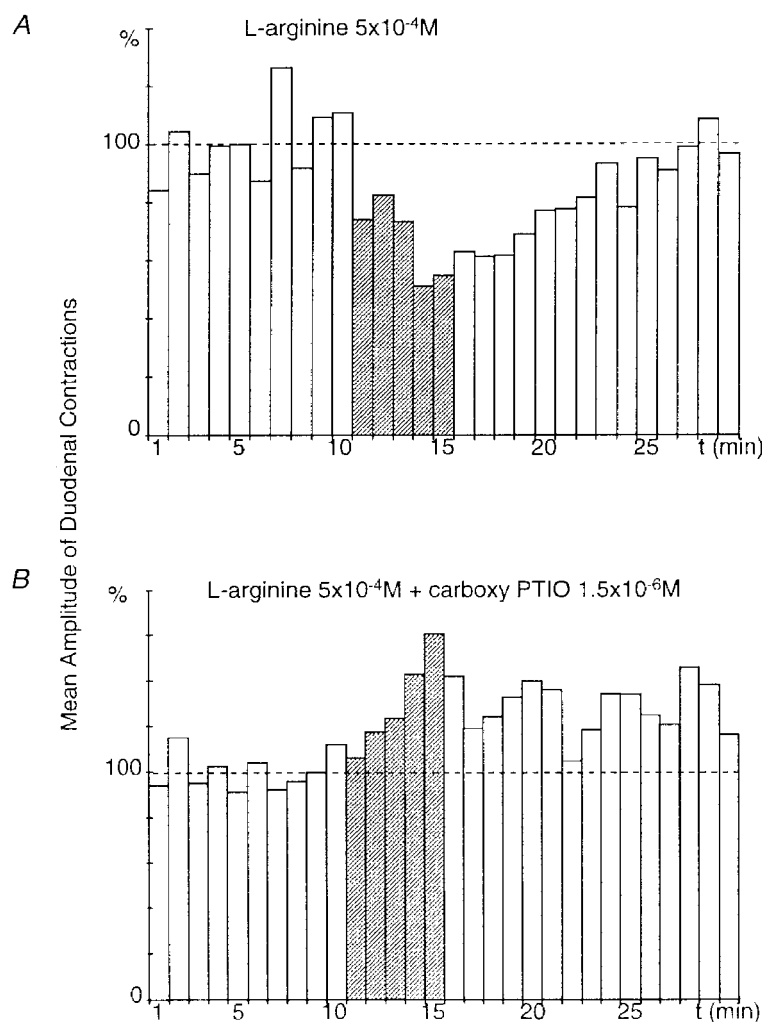 A
L-arginine 5x10⁻⁴M
%
100
0
1 5 10 15 20 25 t (min)
Mean Amplitude of Duodenal Contractions
B
L-arginine 5x10⁻⁴M + carboxy PTIO 1.5x10⁻⁶M
%
100
0
1 5 10 15 20 25 t (min)